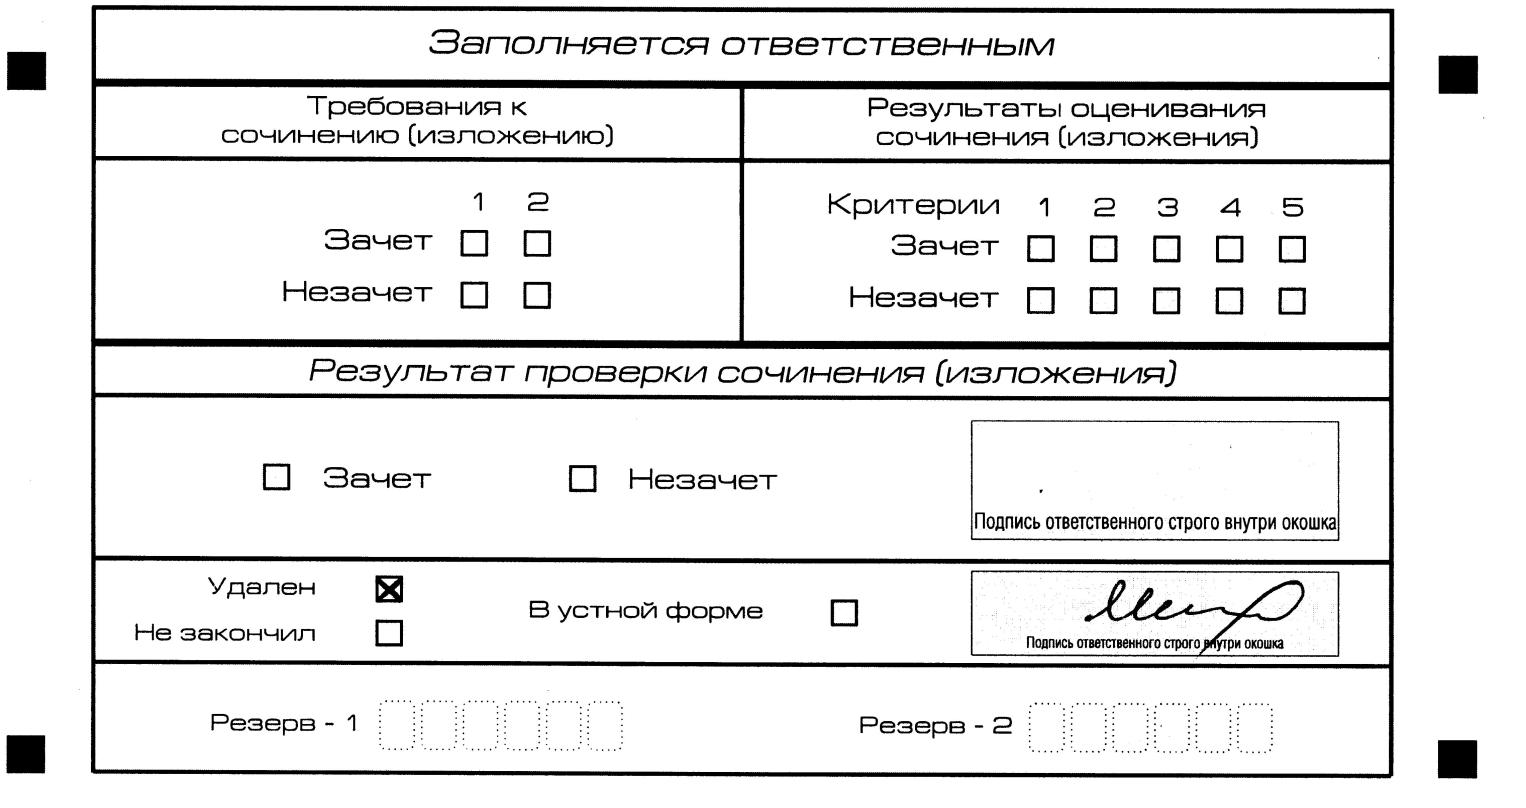 Заполняется ответственным
Требования к
сочинению (изложению)
Результаты оценивания
сочинения (изложения)
1 2
Зачет
Незачет
Критерии 1 2 3 4 5
Зачет
Незачет
Результат проверки сочинения (изложения)
Зачет
Незачет
Подпись ответственного строго внутри окошка
Удален
Не закончил
В устной форме
Подпись ответственного строго внутри окошка
Резерв - 1
Резерв - 2